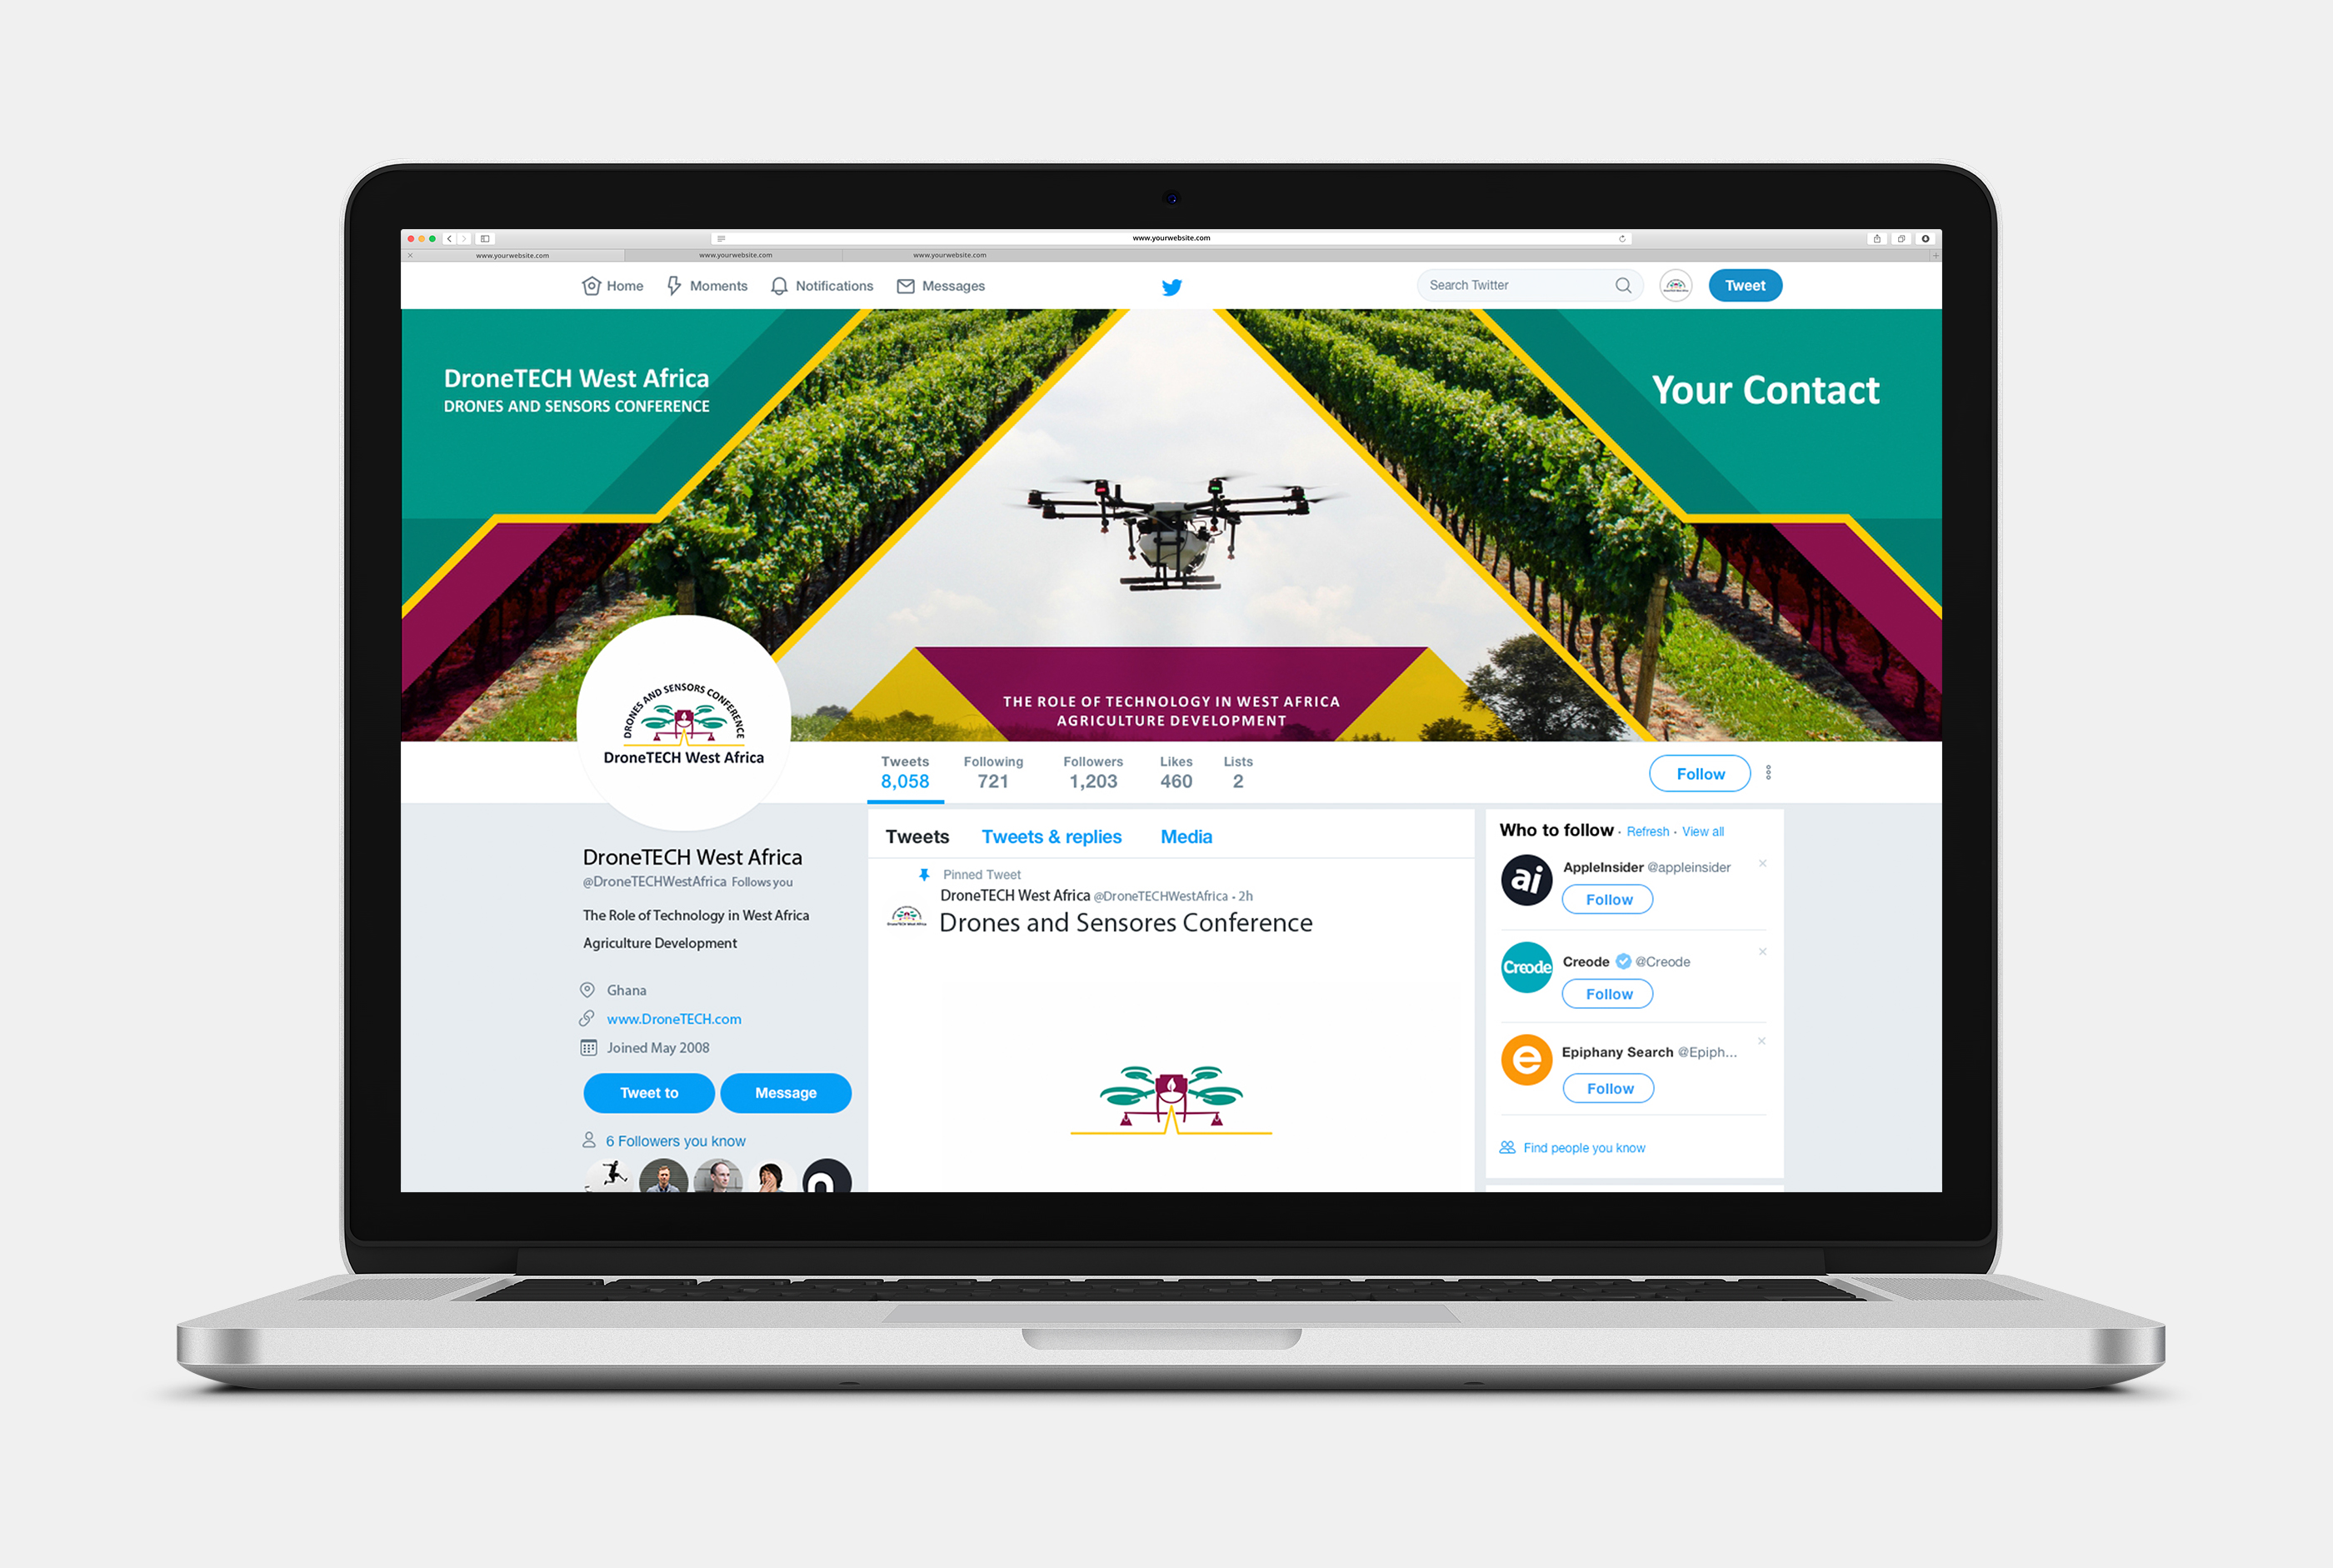 www.yourwebsite.com
www.yourwebsite.com
www.yourwebsite.com
www.yourwebsite.com
Home
Moments
Notifications
Messages
Search Twitter
Tweet
DroneTECH West Africa
DRONES AND SENSORS CONFERENCE
Your Contact
THE ROLE OF TECHNOLOGY IN WEST AFRICA
AGRICULTURE DEVELOPMENT
DRONES AND SENSORS CONFERENCE
DroneTECH West Africa
Tweets
8,058
Following
721
Followers
1,203
Likes
460
Lists
2
Follow
DroneTECH West Africa
@DroneTECHWestAfrica Follows you
The Role of Technology in West Africa
Agriculture Development
Ghana
www.DroneTECH.com
Joined May 2008
Tweet to
Message
6 Followers you know
Tweets
Tweets & replies
Media
Pinned Tweet
DroneTECH West Africa @DroneTECHWestAfrica • 2h
Drones and Sensores Conference
Who to follow · Refresh · View all
ai
AppleInsider @appleinsider
Follow
Creode
Creode @Creode
Follow
e
Epiphany Search @Epiph...
Follow
Find people you know